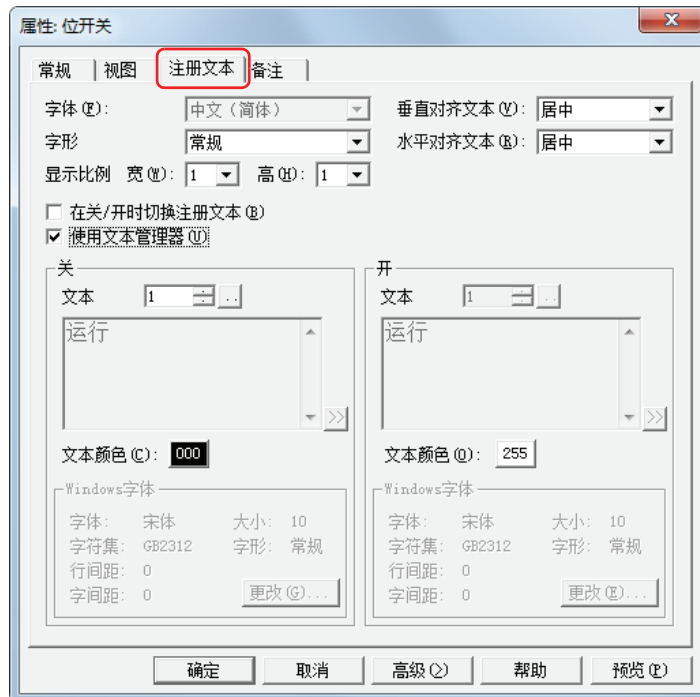 属性: 位开关
常规 视图 注册文本 备注
字体(F): 中文（简体） 垂直对齐文本(V): 居中
字形 常规 水平对齐文本(R): 居中
显示比例 宽(W): 1 高(H): 1
在关/开时切换注册文本(B)
使用文本管理器(U)
关 开
文本 1 .. 文本 1 ..
运行 运行
>> >>
文本颜色(C): 000 文本颜色(O): 255
Windows字体 Windows字体
字体: 宋体 大小: 10 字体: 宋体 大小: 10
字符集: GB2312 字形: 常规 字符集: GB2312 字形: 常规
行间距: 0 行间距: 0
字间距: 0 更改(G)... 字间距: 0 更改(E)...
确定 取消 高级(>) 帮助 预览(P)